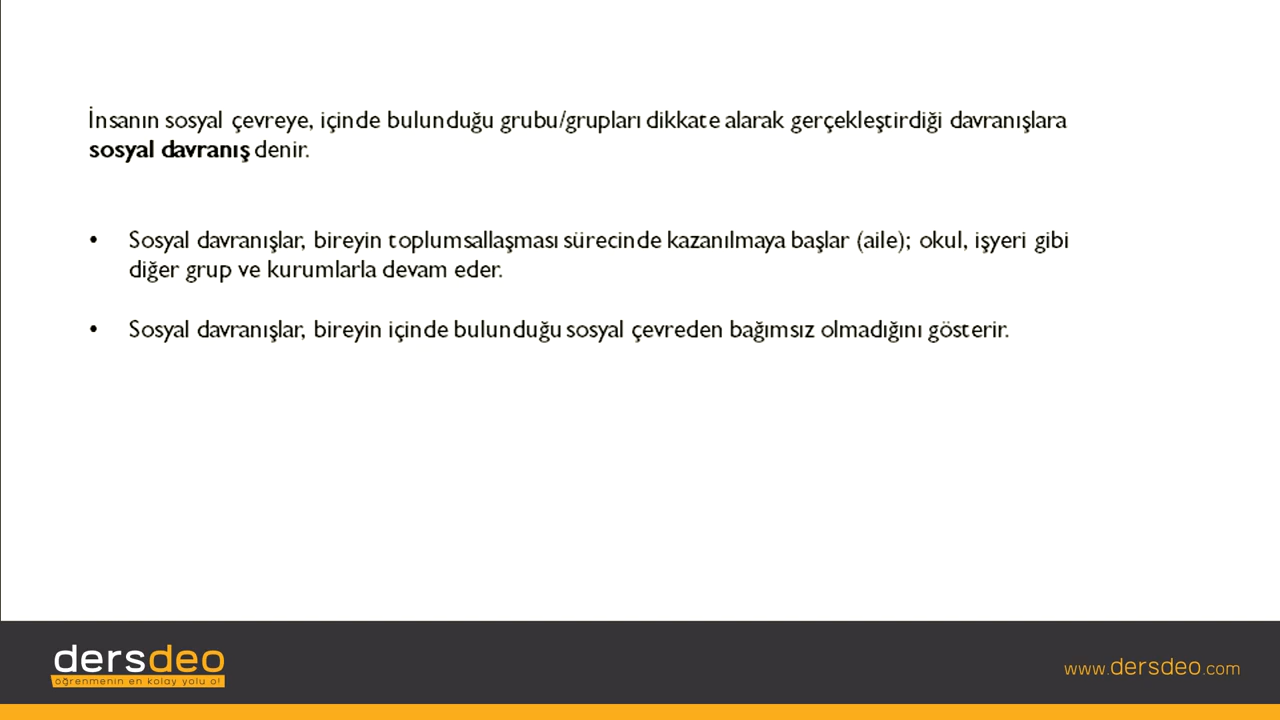 İnsanın sosyal çevreye, içinde bulunduğu grubu/grupları dikkate alarak gerçekleştirdiği davranışlara
sosyal davranış denir.
• Sosyal davranışlar, bireyin toplumsallaşması sürecinde kazanılmaya başlar (aile); okul, işyeri gibi
diğer grup ve kurumlarla devam eder.
• Sosyal davranışlar, bireyin içinde bulunduğu sosyal çevreden bağımsız olmadığını gösterir.
dersdeo
öğrenmenin en kolay yolu o!
www.dersdeo.com